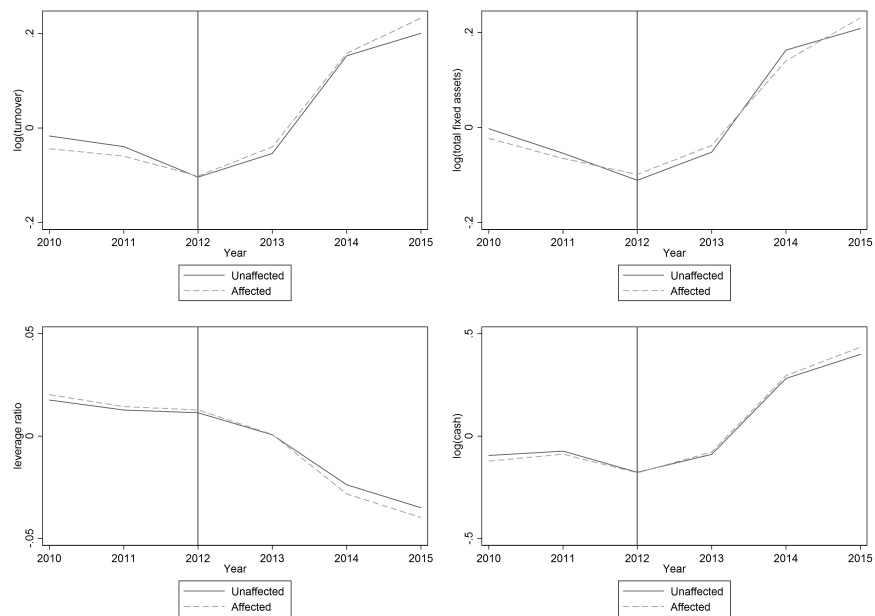 log(turnover)
.2
0
-.2
2010 2011 2012 2013 2014 2015
Year
Unaffected
Affected
log(total fixed assets)
.2
0
-.2
2010 2011 2012 2013 2014 2015
Year
Unaffected
Affected
leverage ratio
.05
0
-.05
2010 2011 2012 2013 2014 2015
Year
Unaffected
Affected
log(cash)
.5
0
-.5
2010 2011 2012 2013 2014 2015
Year
Unaffected
Affected